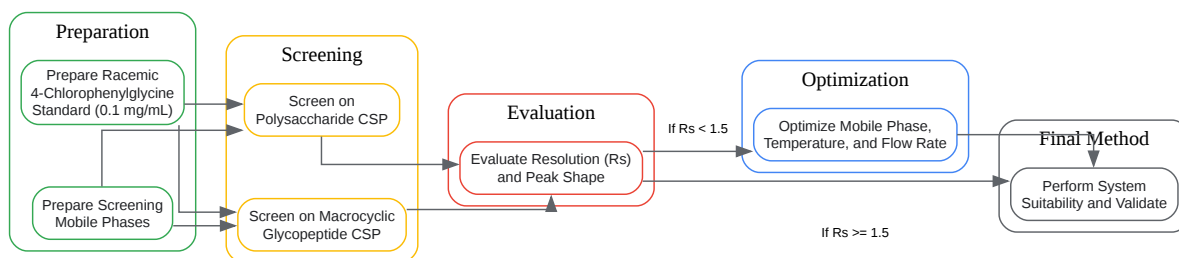 Preparation
Prepare Racemic
4-Chlorophenylglycine
Standard (0.1 mg/mL)
Prepare Screening
Mobile Phases
Screening
Screen on
Polysaccharide CSP
Screen on Macrocyclic
Glycopeptide CSP
Evaluation
Evaluate Resolution (Rs)
and Peak Shape
If Rs < 1.5
Optimization
Optimize Mobile Phase,
Temperature, and Flow Rate
If Rs >= 1.5
Final Method
Perform System
Suitability and Validate